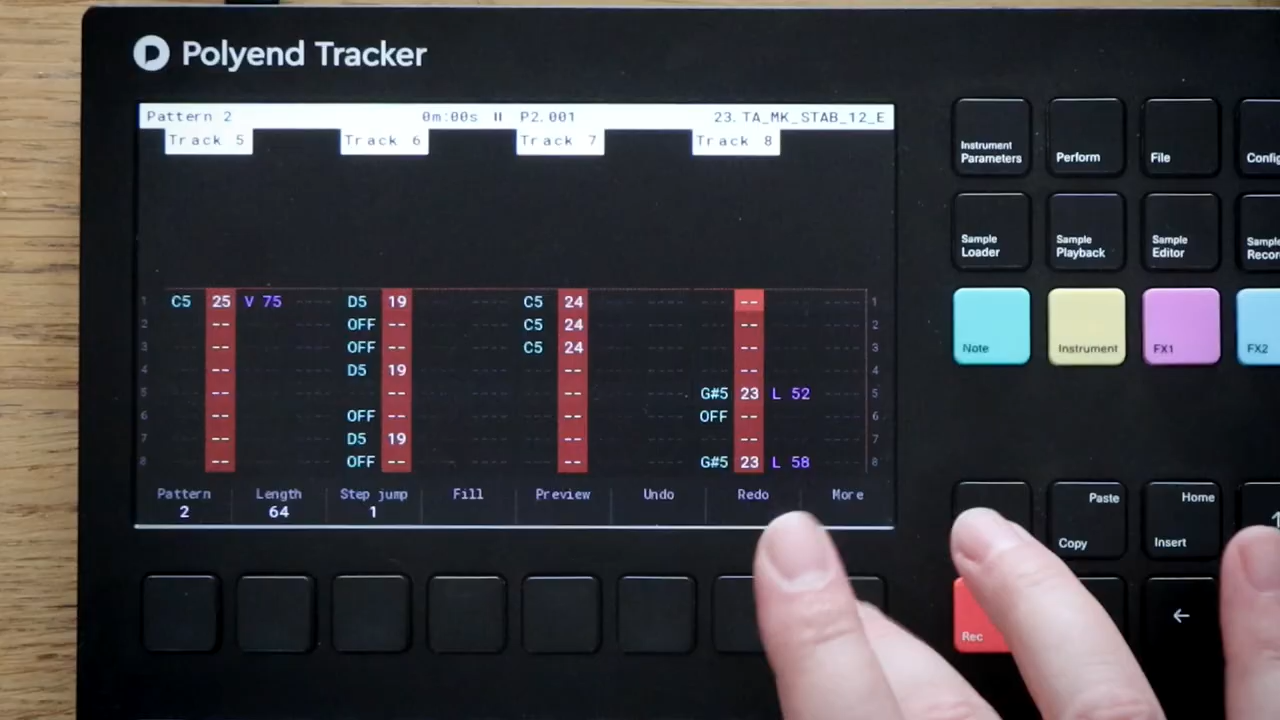 Polyend Tracker
Pattern 2 0m:00s II P2.001 23.TA_MK_STAB_12_E
Track 5 Track 6 Track 7 Track 8
1 C5 25 V 75 ---- D5 19 ---- ---- C5 24 ---- ---- -- ---- ---- 1
2 --- -- ---- ---- OFF -- ---- ---- C5 24 ---- ---- --- -- ---- ---- 2
3 --- -- ---- ---- OFF -- ---- ---- C5 24 ---- ---- --- -- ---- ---- 3
4 --- -- ---- ---- D5 19 ---- ---- --- -- ---- ---- --- -- ---- ---- 4
5 --- -- ---- ---- --- -- ---- ---- --- -- ---- ---- G#5 23 L 52 ---- 5
6 --- -- ---- ---- OFF -- ---- ---- --- -- ---- ---- OFF -- ---- ---- 6
7 --- -- ---- ---- D5 19 ---- ---- --- -- ---- ---- --- -- ---- ---- 7
8 --- -- ---- ---- OFF -- ---- ---- --- -- ---- ---- G#5 23 L 58 ---- 8
Pattern Length Step jump Fill Preview Undo Redo More
2 64 1
Instrument
Parameters
Perform
File
Config
Sample
Loader
Sample
Playback
Sample
Editor
Sample
Note
Instrument
FX1
FX2
Paste
Copy
Home
Insert
Rec
←